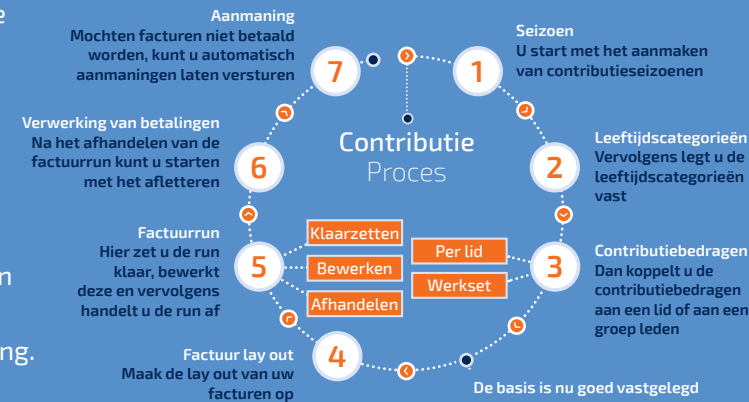 Contributie
Proces
1
Seizoen
U start met het aanmaken
van contributieseizoenen
2
Leeftijdscategorieën
Vervolgens legt u de
leeftijdscategorieën
vast
3
Contributiebedragen
Dan koppelt u de
contributiebedragen
aan een lid of aan een
groep leden
Per lid
Werkset
De basis is nu goed vastgelegd
4
Factuur lay out
Maak de lay out van uw
facturen op
5
Factuurrun
Hier zet u de run
klaar, bewerkt
deze en vervolgens
handelt u de run af
Klaarzetten
Bewerken
Afhandelen
6
Verwerking van betalingen
Na het afhandelen van de
factuurrun kunt u starten
met het afletteren
7
Aanmaning
Mochten facturen niet betaald
worden, kunt u automatisch
aanmaningen laten versturen